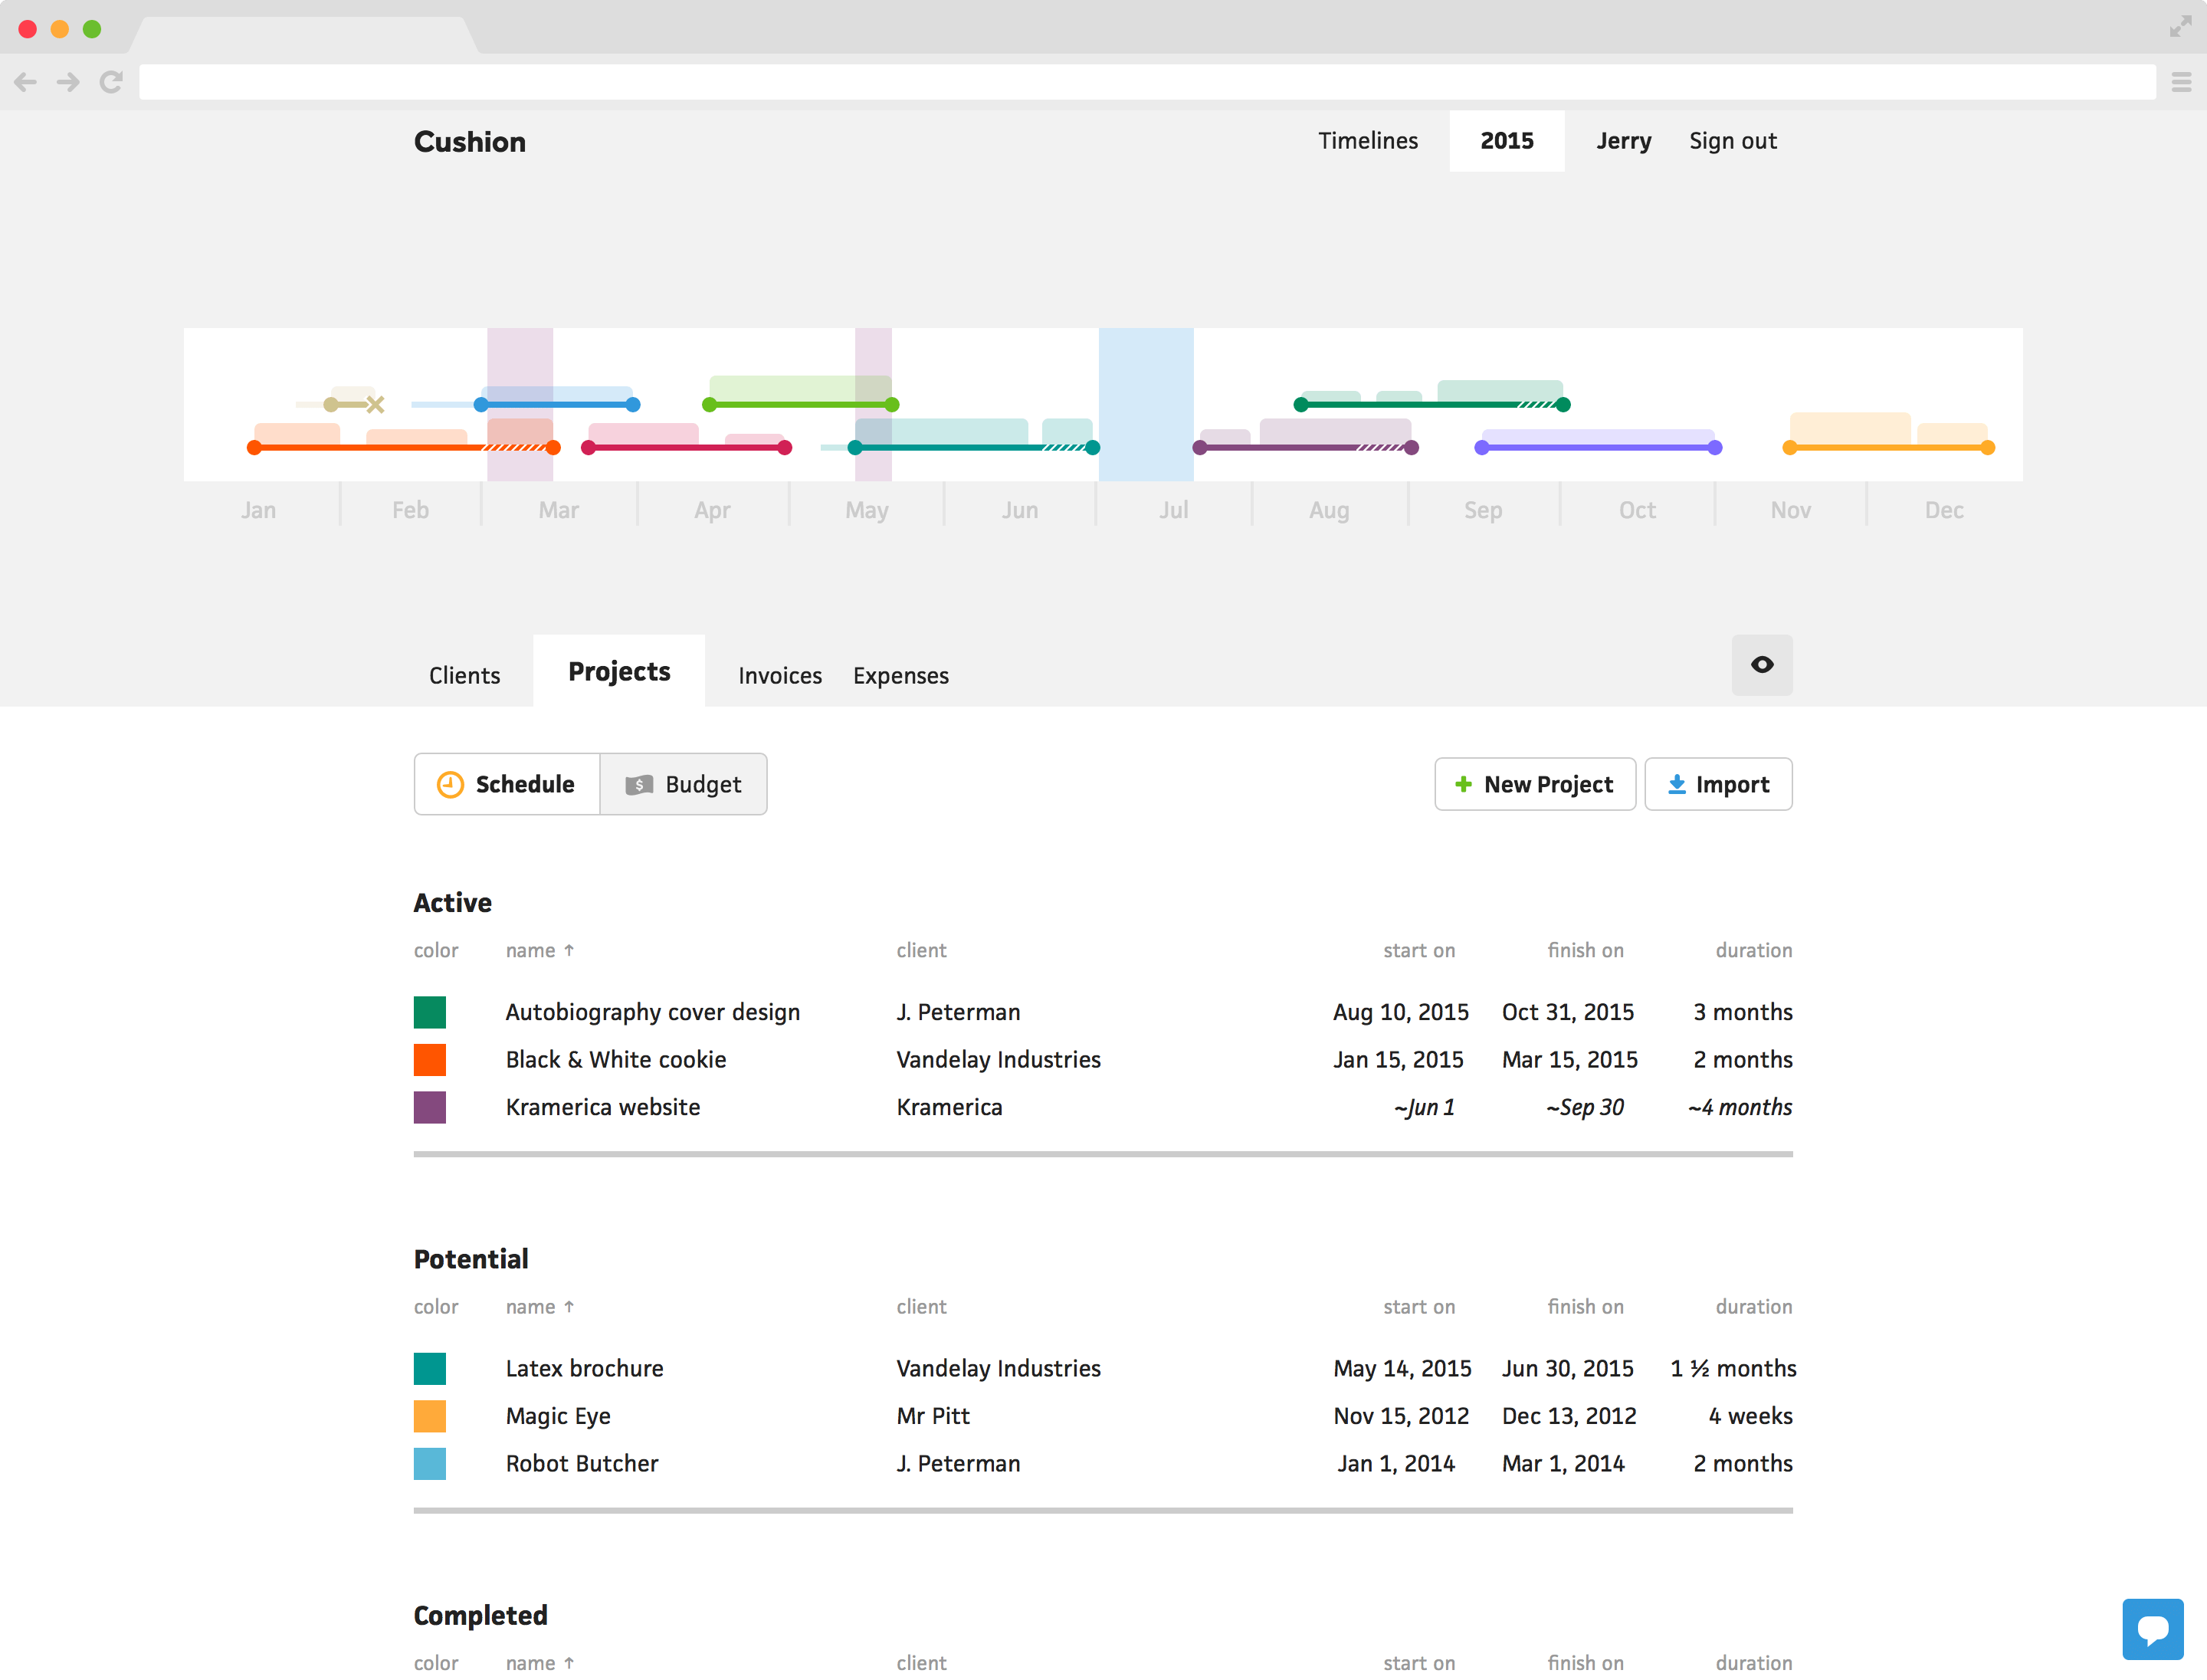 Cushion Timelines 2015 Jerry Sign out
Jan Feb Mar Apr May Jun Jul Aug Sep Oct Nov Dec
Clients Projects Invoices Expenses
Schedule $ Budget + New Project Import
Active
color name ↑ client start on finish on duration
Autobiography cover design J. Peterman Aug 10, 2015 Oct 31, 2015 3 months
Black & White cookie Vandelay Industries Jan 15, 2015 Mar 15, 2015 2 months
Kramerica website Kramerica ~Jun 1 ~Sep 30 ~4 months
Potential
color name ↑ client start on finish on duration
Latex brochure Vandelay Industries May 14, 2015 Jun 30, 2015 1 ½ months
Magic Eye Mr Pitt Nov 15, 2012 Dec 13, 2012 4 weeks
Robot Butcher J. Peterman Jan 1, 2014 Mar 1, 2014 2 months
Completed
color name ↑ client start on finish on duration